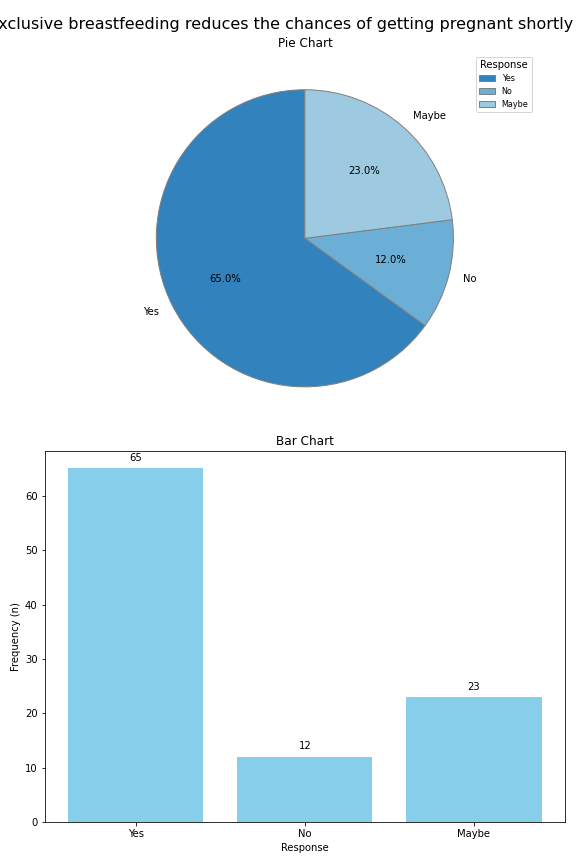 xclusive breastfeeding reduces the chances of getting pregnant shortly
Pie Chart
Response
Yes
No
Maybe
Maybe
23.0%
12.0%
No
65.0%
Yes
Bar Chart
65
12
23
Frequency (n)
60
50
40
30
20
10
0
Yes
No
Maybe
Response